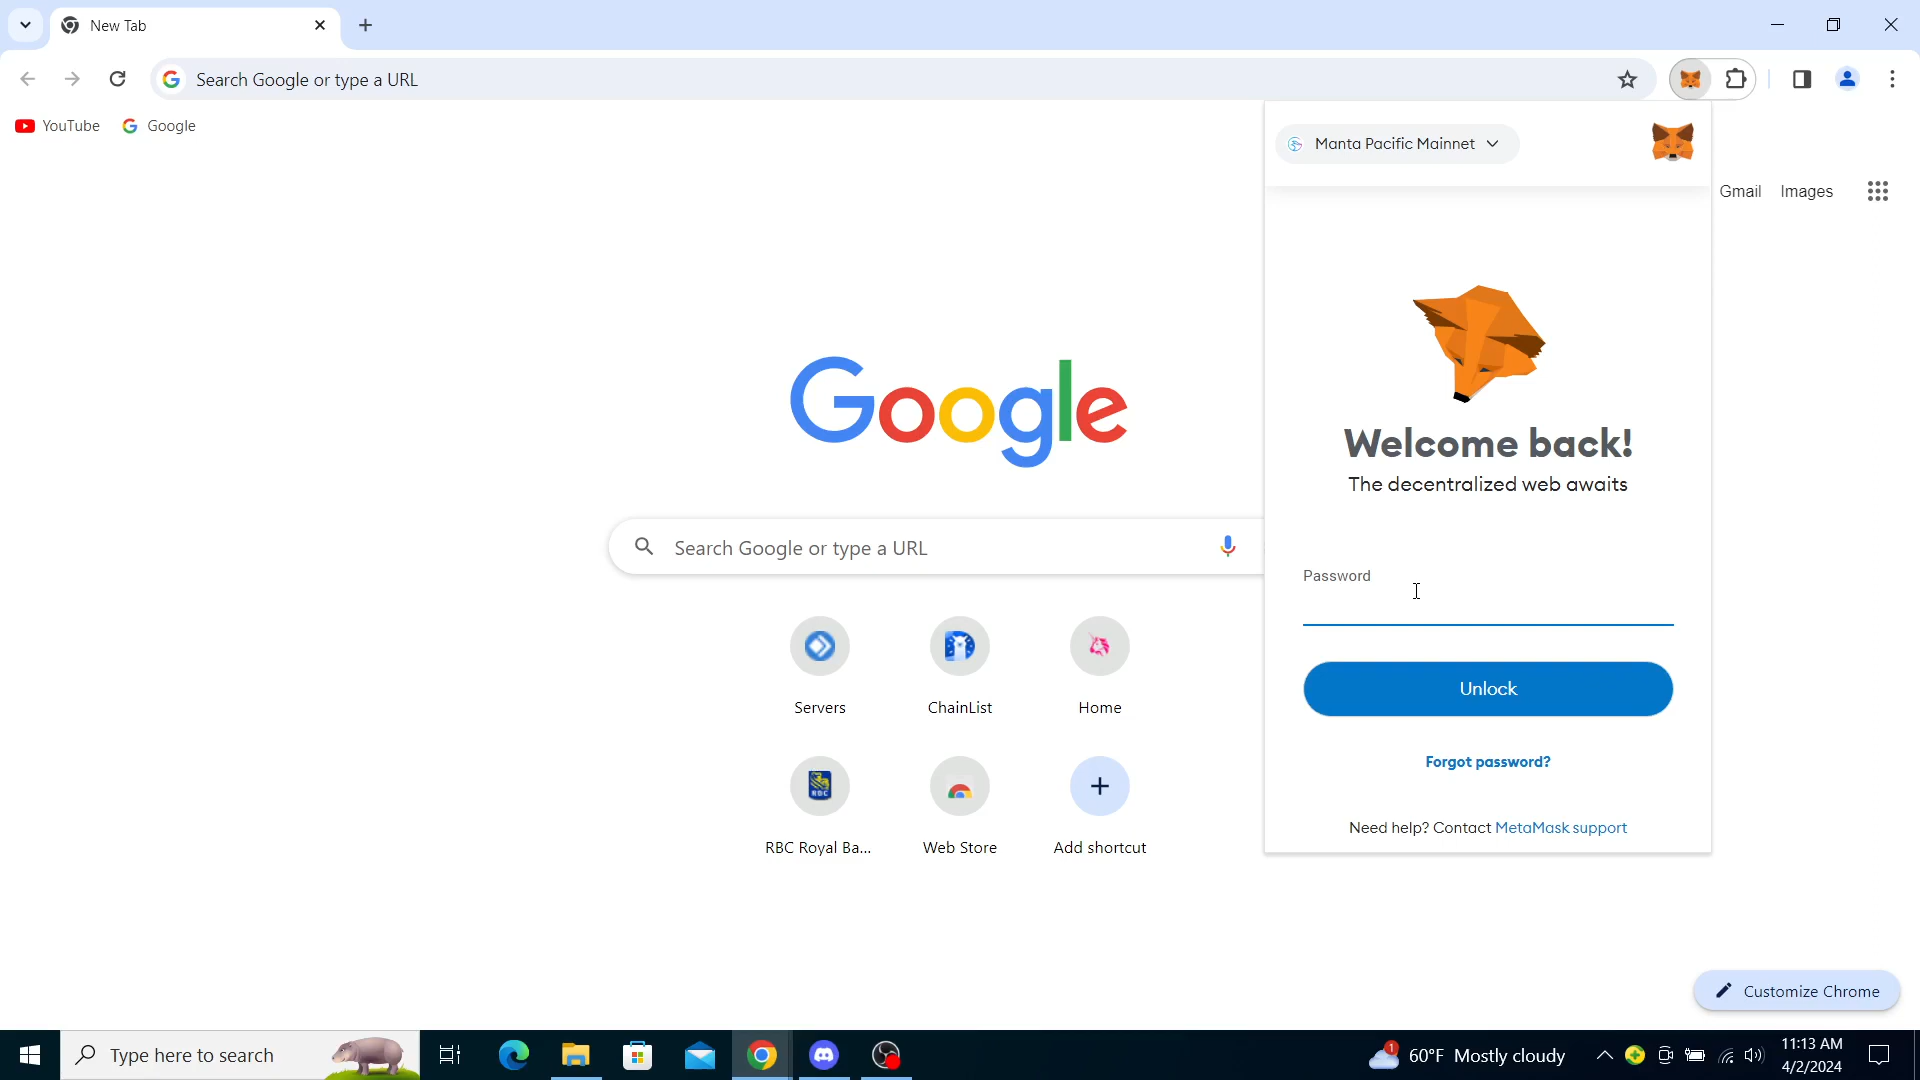 New Tab
Search Google or type a URL
YouTube
Google
Manta Pacific Mainnet
Gmail
Images
Google
Welcome back!
The decentralized web awaits
Search Google or type a URL
Password
Unlock
Servers
ChainList
Home
Forgot password?
RBC Royal Ba...
Web Store
Add shortcut
Need help? Contact MetaMask support
Customize Chrome
Type here to search
1
60°F Mostly cloudy
11:13 AM
4/2/2024